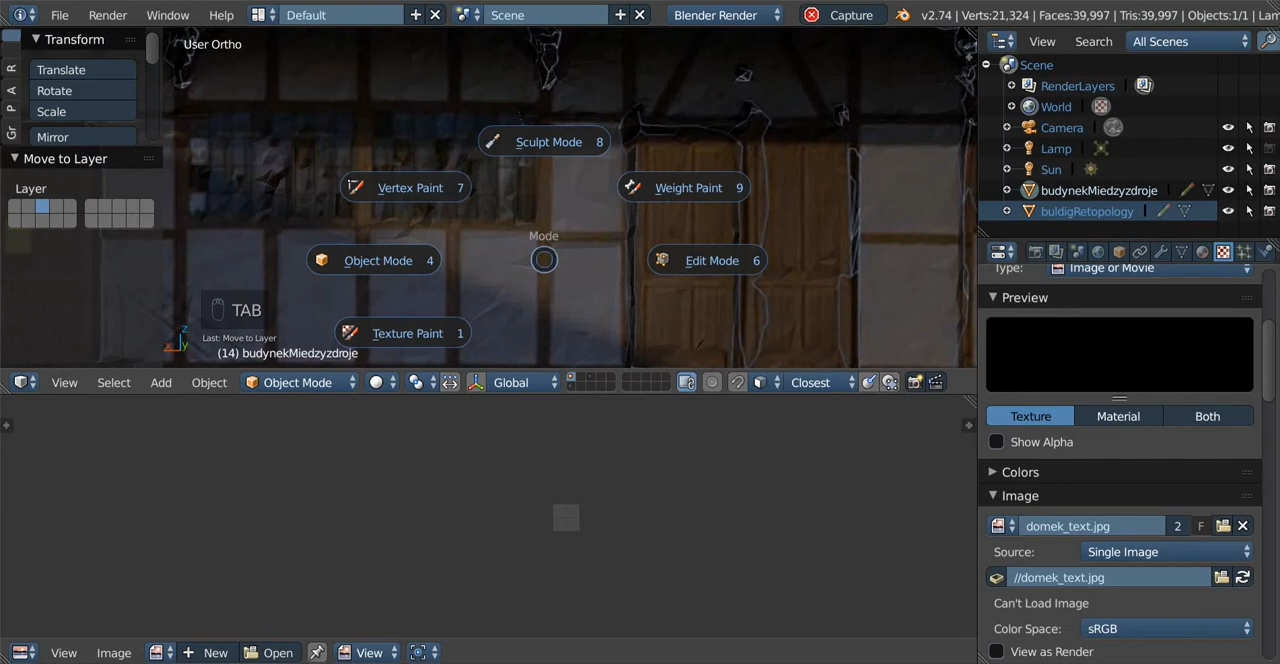 File Render Window Help Default Scene Blender Render Capture v2.74 | Verts:21,324 | Faces:39,997 | Tris:39,997 | Objects:1/1 | Lam
Transform
Translate
Rotate
Scale
Mirror
R
A
P
Gr
Move to Layer
Layer
User Ortho
Sculpt Mode 8
Vertex Paint 7
Weight Paint 9
Mode
Object Mode 4
Edit Mode 6
Texture Paint 1
TAB
Last: Move to Layer
z
y
(14) budynekMiedzyzdroje
View Select Add Object Object Mode Global Closest
View Image New Open View
View Search All Scenes
Scene
RenderLayers
World
Camera
Lamp
Sun
budynekMiedzyzdroje
buldigRetopology
Type: Image or Movie
Preview
Texture Material Both
Show Alpha
Colors
Image
domek_text.jpg 2 F
Source: Single Image
//domek_text.jpg
Can't Load Image
Color Space: sRGB
View as Render